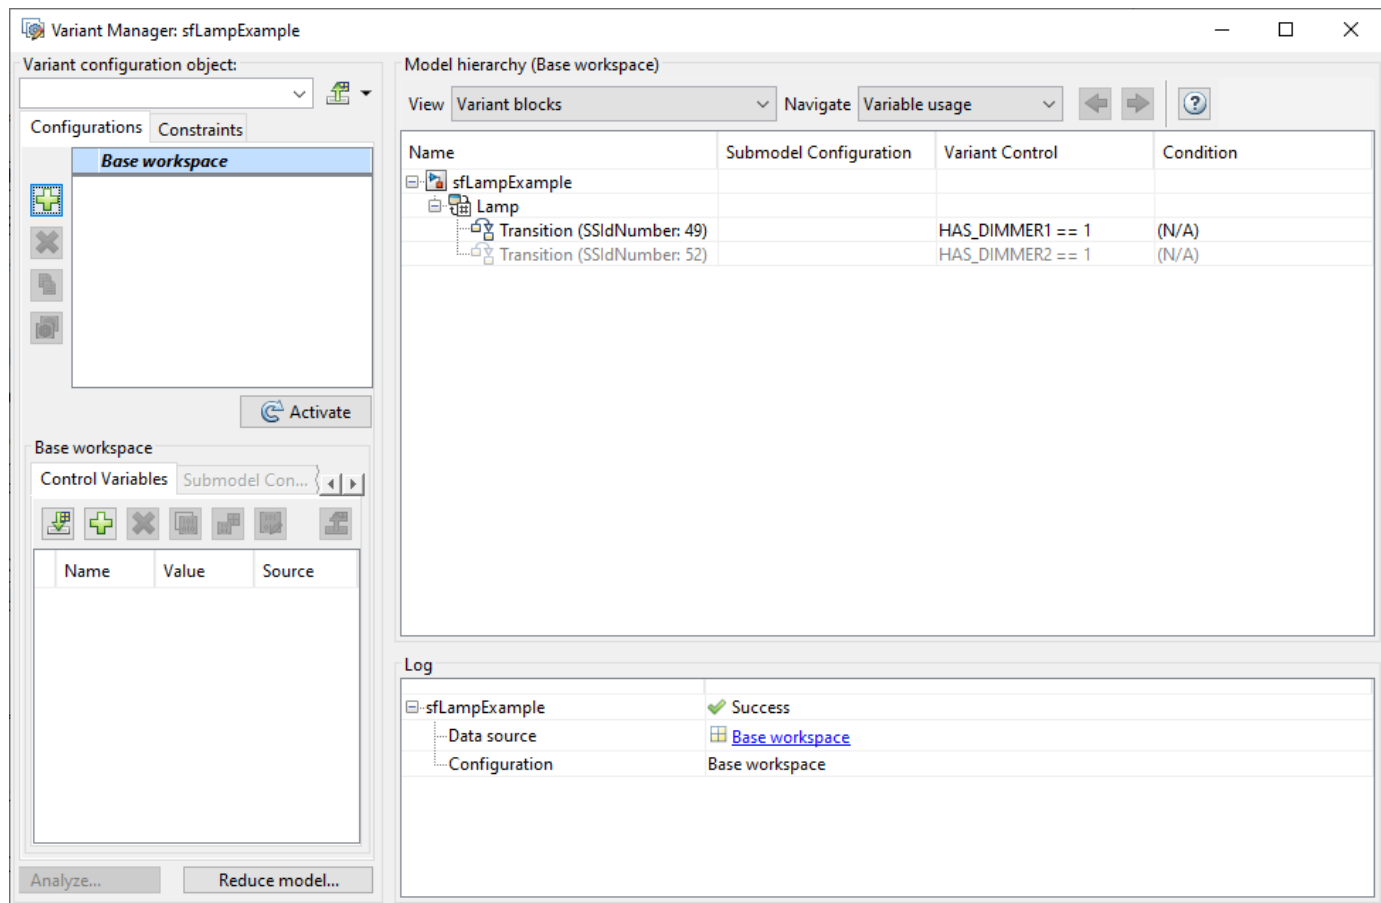 Variant Manager: sfLampExample
Variant configuration object:
Configurations Constraints
Base workspace
Activate
Base workspace
Control Variables Submodel Con...
Name Value Source
Analyze... Reduce model...
Model hierarchy (Base workspace)
View Variant blocks Navigate Variable usage ?
Name Submodel Configuration Variant Control Condition
sfLampExample
Lamp
Transition (SSIdNumber: 49) HAS_DIMMER1 == 1 (N/A)
Transition (SSIdNumber: 52) HAS_DIMMER2 == 1 (N/A)
Log
sfLampExample Success
Data source Base workspace
Configuration Base workspace